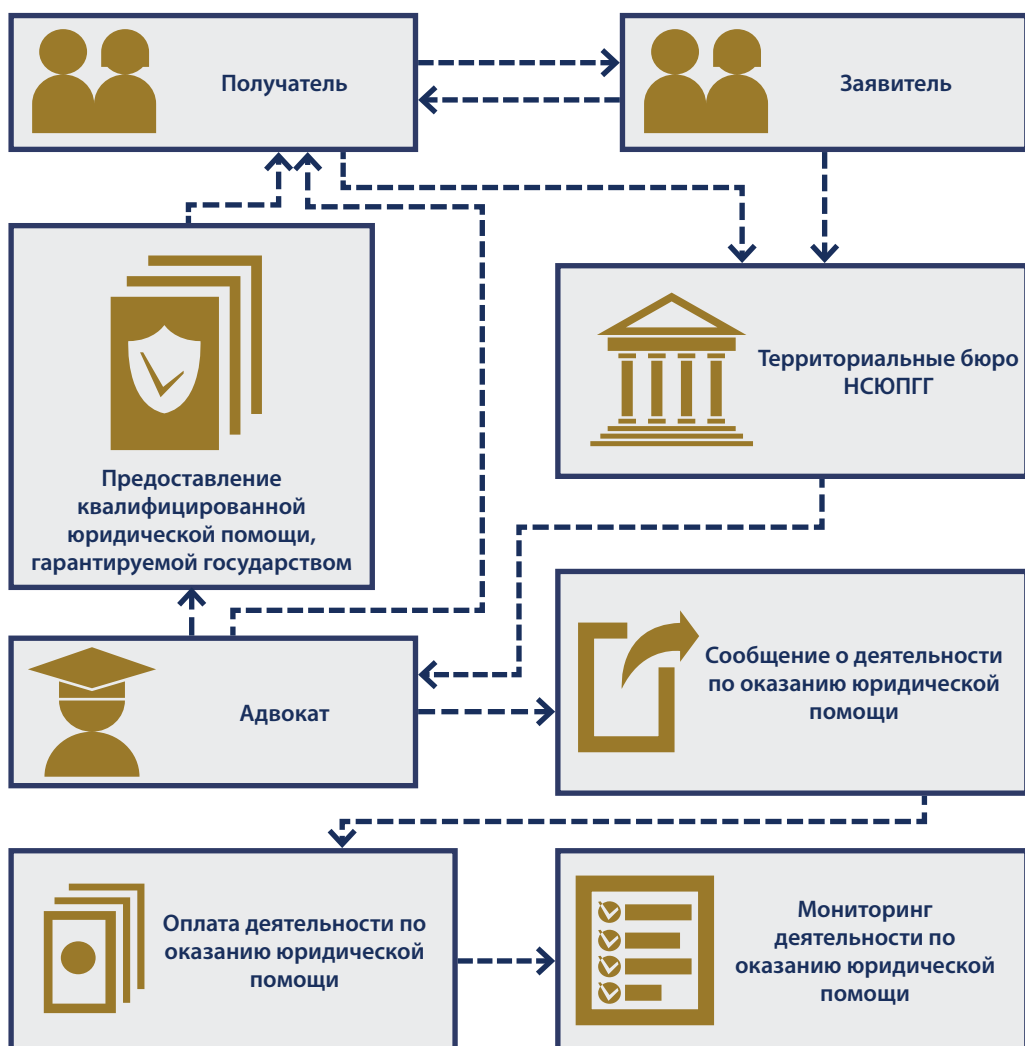 Получатель
Заявитель
Территориальные бюро
НСЮПГГ
Предоставление
квалифицированной
юридической помощи,
гарантируемой государством
Адвокат
Сообщение о деятельности
по оказанию юридической
помощи
Оплата деятельности по
оказанию юридической
помощи
Мониторинг
деятельности по
оказанию юридической
помощи